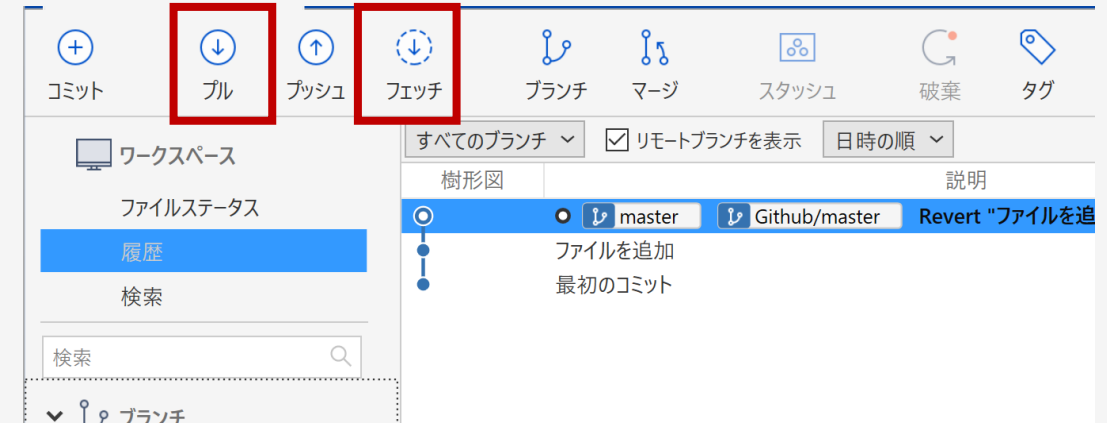 コミット プル プッシュ フェッチ ブランチ マージ スタッシュ 破棄 タグ
ワークスペース
ファイルステータス
履歴
検索
検索
ブランチ
すべてのブランチ リモートブランチを表示 日時の順
樹形図 説明
master Github/master Revert "ファイルを追
ファイルを追加
最初のコミット